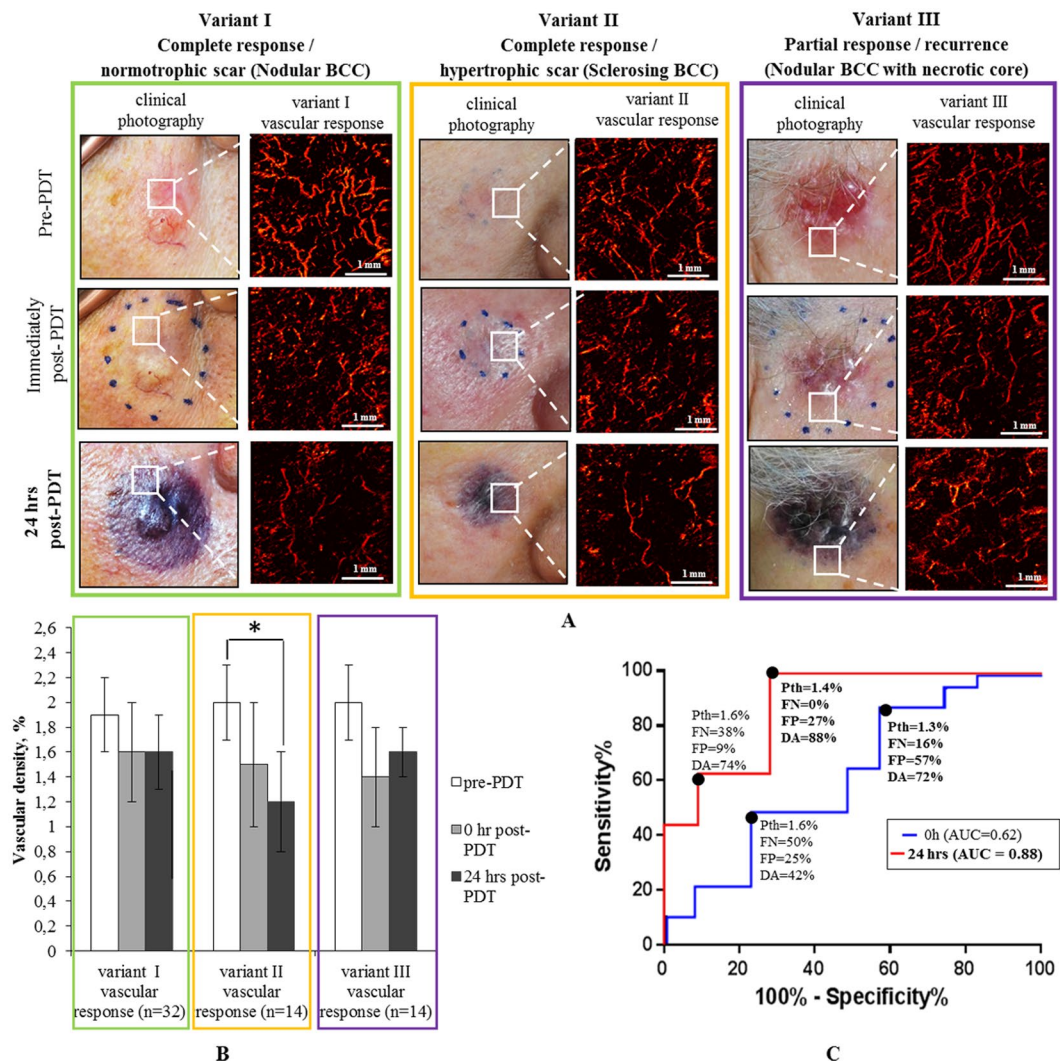 Variant I
Complete response /
normotrophic scar (Nodular BCC)
Variant II
Complete response /
hypertrophic scar (Sclerosing BCC)
Variant III
Partial response / recurrence
(Nodular BCC with necrotic core)
clinical
photography
variant I
vascular response
clinical
photography
variant II
vascular response
clinical
photography
variant III
vascular response
Pre-PDT
1 mm
1 mm
1 mm
Immediately
post- PDT
1 mm
1 mm
1 mm
24 hrs
post-PDT
1 mm
1 mm
1 mm
A
Vascular density, %
2,6
2,4
2,2
2
1,8
1,6
1,4
1,2
1
0,8
0,6
0,4
0,2
0
*
variant I
vascular
response (n=32)
variant II
vascular
response (n=14)
variant III
vascular
response (n=14)
pre-PDT
0 hr post-
PDT
24 hrs post-
PDT
B
Sensitivity%
100
80
60
40
20
0
0
20
40
60
80
100
100% - Specificity%
Pth=1.6%
FN=38%
FP=9%
DA=74%
Pth=1.4%
FN=0%
FP=27%
DA=88%
Pth=1.3%
FN=16%
FP=57%
DA=72%
Pth=1.6%
FN=50%
FP=25%
DA=42%
0h (AUC=0.62)
24 hrs (AUC = 0.88)
C